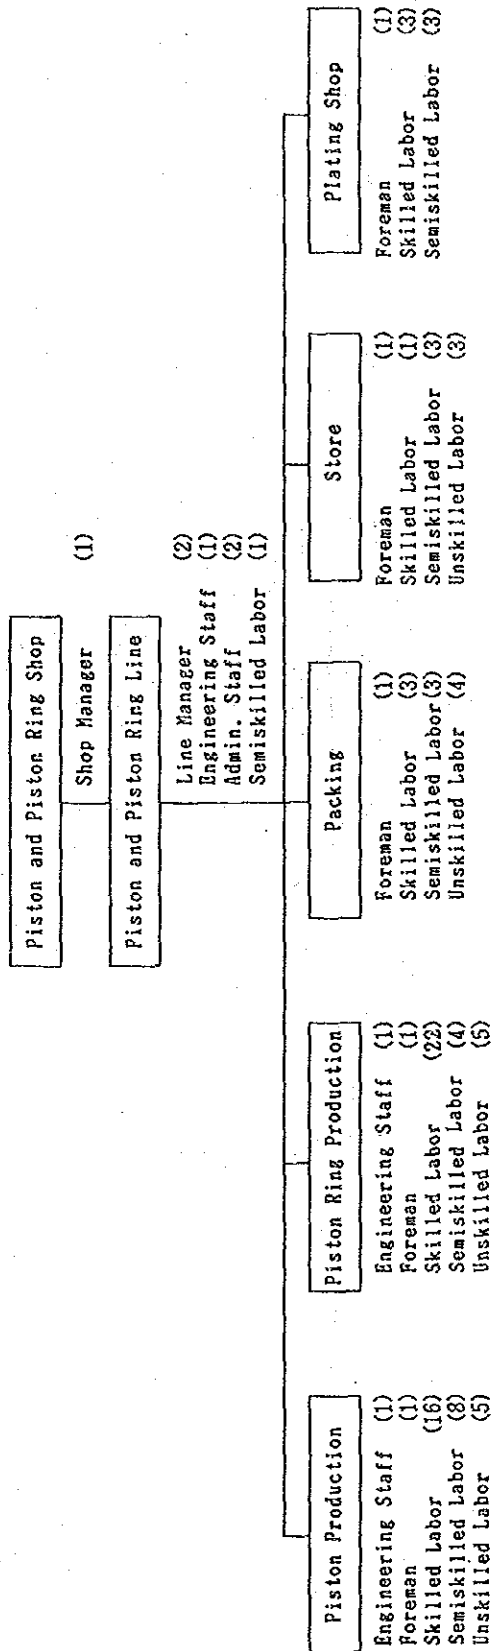 Piston and Piston Ring Shop
Shop Manager (1)
Piston and Piston Ring Line
Line Manager (2)
Engineering Staff (1)
Admin. Staff (2)
Semiskilled Labor (1)
Piston Production
Engineering Staff (1)
Foreman (1)
Skilled Labor (16)
Semiskilled Labor (8)
Unskilled Labor (5)
Piston Ring Production
Engineering Staff (1)
Foreman (1)
Skilled Labor (22)
Semiskilled Labor (4)
Unskilled Labor (5)
Packing
Foreman (1)
Skilled Labor (3)
Semiskilled Labor (3)
Unskilled Labor (4)
Store
Foreman (1)
Skilled Labor (1)
Semiskilled Labor (3)
Unskilled Labor (3)
Plating Shop
Foreman (1)
Skilled Labor (3)
Semiskilled Labor (3)